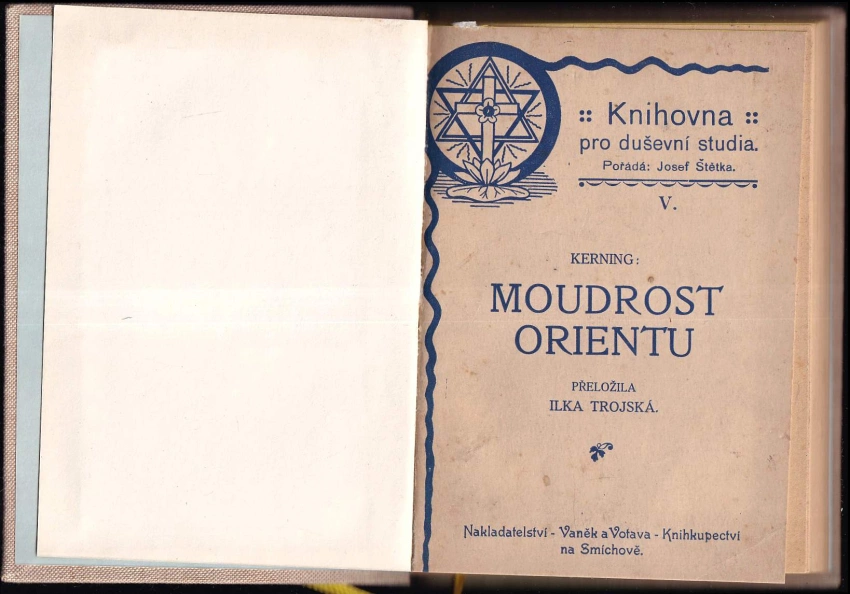 :: Knihovna ::
pro duševní studia.
Pořádá: Josef Štětka.
V.
KERNING:
MOUDROST
ORIENTU
PŘELOŽILA
ILKA TROJSKÁ.
Nakladatelství - Vaněk a Votava - Knihkupectví
na Smíchově.